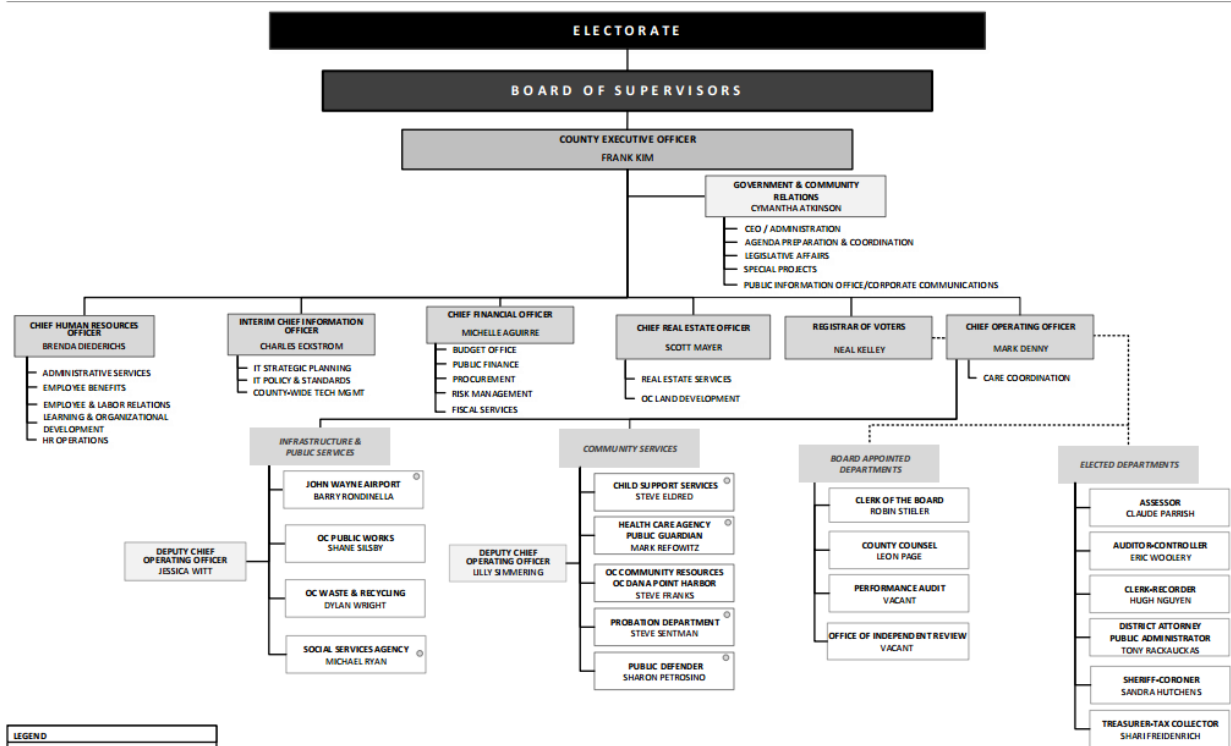 ELECTORATE
BOARD OF SUPERVISORS
COUNTY EXECUTIVE OFFICER
FRANK KIM
GOVERNMENT & COMMUNITY
RELATIONS
CYMANTHA ATKINSON
CEO / ADMINISTRATION
AGENDA PREPARATION & COORDINATION
LEGISLATIVE AFFAIRS
SPECIAL PROJECTS
PUBLIC INFORMATION OFFICE/CORPORATE COMMUNICATIONS
CHIEF HUMAN RESOURCES
OFFICER
BRENDA DIEDERICHS
ADMINISTRATIVE SERVICES
EMPLOYEE BENEFITS
EMPLOYEE & LABOR RELATIONS
LEARNING & ORGANIZATIONAL
DEVELOPMENT
HR OPERATIONS
INTERIM CHIEF INFORMATION
OFFICER
CHARLES ECKSTROM
IT STRATEGIC PLANNING
IT POLICY & STANDARDS
COUNTY-WIDE TECH MGMT
CHIEF FINANCIAL OFFICER
MICHELLE AGUIRRE
BUDGET OFFICE
PUBLIC FINANCE
PROCUREMENT
RISK MANAGEMENT
FISCAL SERVICES
CHIEF REAL ESTATE OFFICER
SCOTT MAYER
REAL ESTATE SERVICES
OC LAND DEVELOPMENT
REGISTRAR OF VOTERS
NEAL KELLEY
CHIEF OPERATING OFFICER
MARK DENNY
CARE COORDINATION
INFRASTRUCTURE &
PUBLIC SERVICES
JOHN WAYNE AIRPORT
BARRY RONDINELLA
OC PUBLIC WORKS
SHANE SILSBY
DEPUTY CHIEF
OPERATING OFFICER
JESSICA WITT
OC WASTE & RECYCLING
DYLAN WRIGHT
SOCIAL SERVICES AGENCY
MICHAEL RYAN
COMMUNITY SERVICES
CHILD SUPPORT SERVICES
STEVE ELDRED
HEALTH CARE AGENCY
PUBLIC GUARDIAN
MARK REFOWITZ
DEPUTY CHIEF
OPERATING OFFICER
LILLY SIMMERING
OC COMMUNITY RESOURCES
OC DANA POINT HARBOR
STEVE FRANKS
PROBATION DEPARTMENT
STEVE SENTMAN
PUBLIC DEFENDER
SHARON PETROSINO
BOARD APPOINTED
DEPARTMENTS
CLERK OF THE BOARD
ROBIN STIELER
COUNTY COUNSEL
LEON PAGE
PERFORMANCE AUDIT
VACANT
OFFICE OF INDEPENDENT REVIEW
VACANT
ELECTED DEPARTMENTS
ASSESSOR
CLAUDE PARRISH
AUDITOR-CONTROLLER
ERIC WOOLERY
CLERK-RECORDER
HUGH NGUYEN
DISTRICT ATTORNEY
PUBLIC ADMINISTRATOR
TONY RACKAUCKAS
SHERIFF-CORONER
SANDRA HUTCHENS
TREASURER-TAX COLLECTOR
SHARI FREIDENRICH
LEGEND